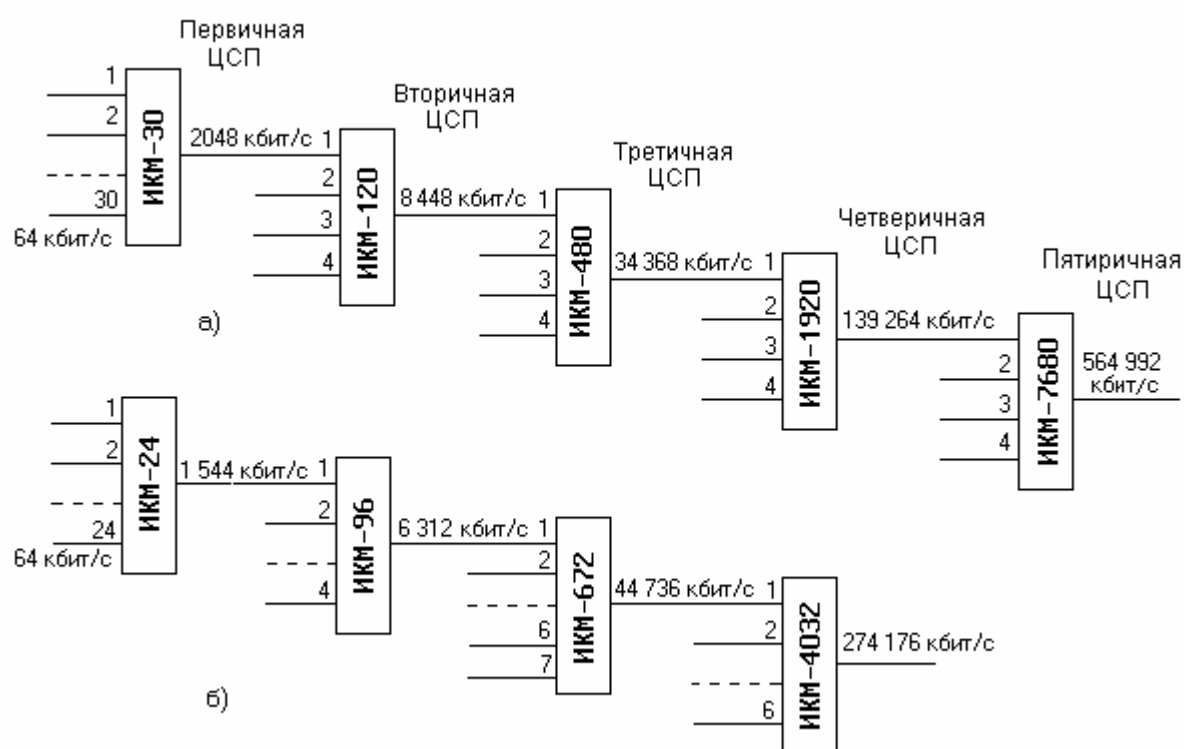 Первичная
ЦСП
1
2
30
64 кбит/с
ИКМ-30
2048 кбит/с
Вторичная
ЦСП
1
2
3
4
ИКМ-120
8 448 кбит/с
Третичная
ЦСП
1
2
3
4
ИКМ-480
34 368 кбит/с
Четверичная
ЦСП
1
2
3
4
ИКМ-1920
139 264 кбит/с
Пятиричная
ЦСП
2
3
4
ИКМ-7680
564 992
кбит/с
а)
1
2
24
64 кбит/с
ИКМ-24
1 544 кбит/с
1
2
4
ИКМ-96
6 312 кбит/с
1
2
6
7
ИКМ-672
44 736 кбит/с
1
2
6
ИКМ-4032
274 176 кбит/с
б)